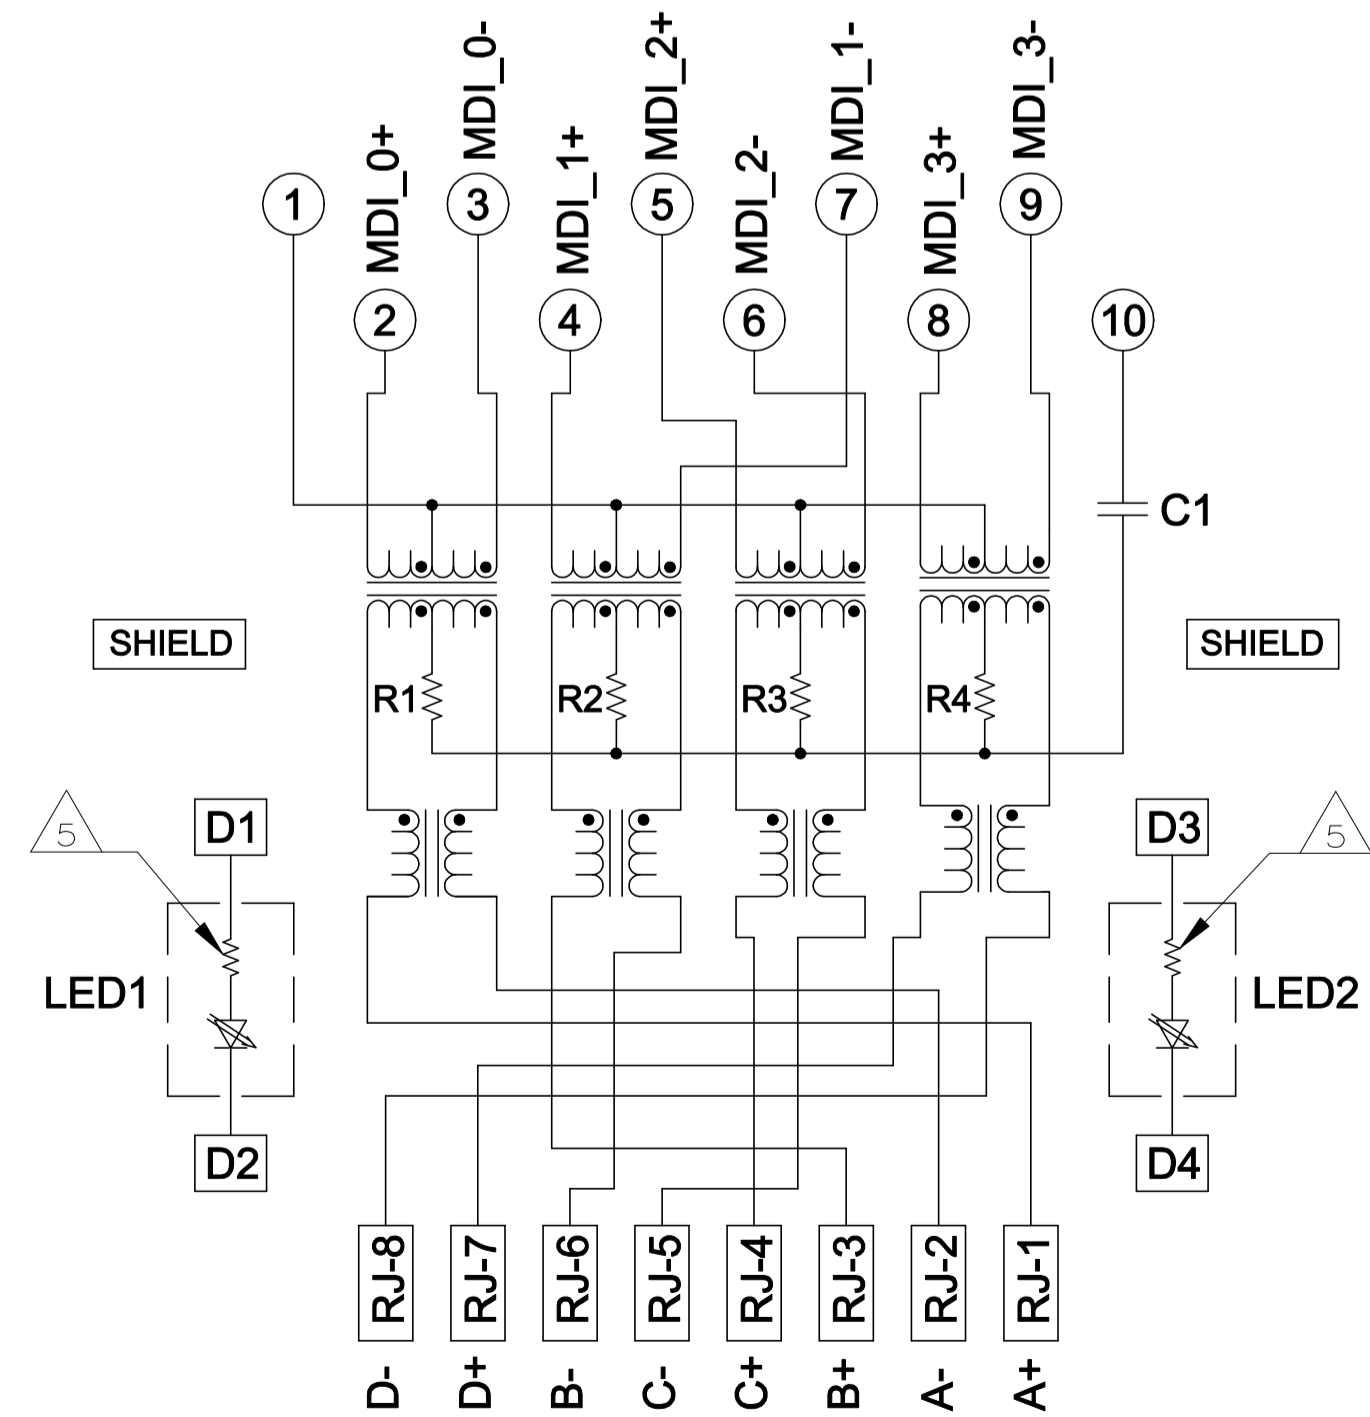 MDI_0+
MDI_0-
MDI_1+
MDI_2+
MDI_2-
MDI_1-
MDI_3+
MDI_3-
1
3
5
7
9
2
4
6
8
10
C1
SHIELD
SHIELD
R1
R2
R3
R4
5
D1
D3
5
LED1
LED2
D2
D4
RJ-8
RJ-7
RJ-6
RJ-5
RJ-4
RJ-3
RJ-2
RJ-1
D-
D+
B-
C-
C+
B+
A-
A+